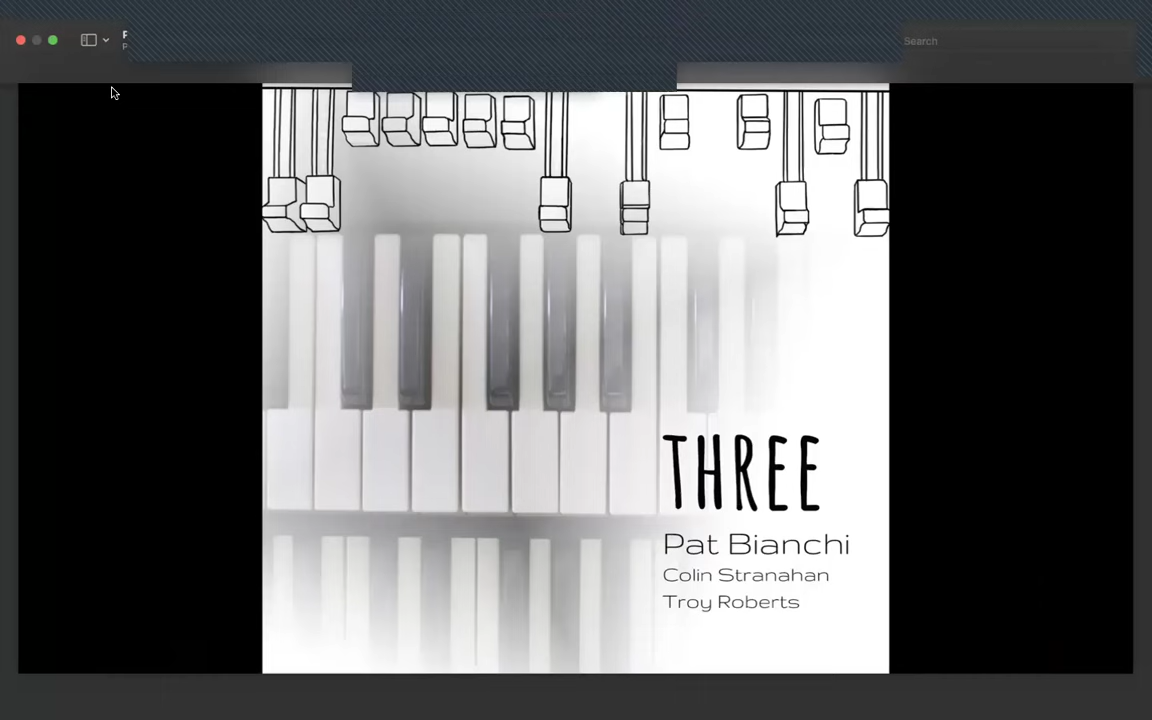 Search
THREE
Pat Bianchi
Colin Stranahan
Troy Roberts